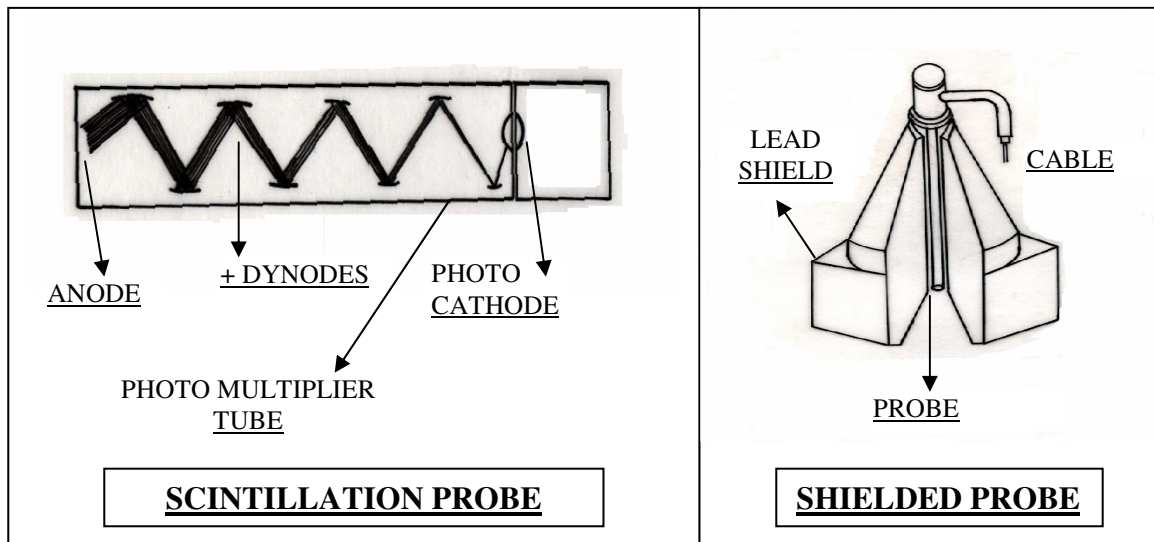 ANODE
+ DYNODES
PHOTO
CATHODE
PHOTO MULTIPLIER
TUBE
SCINTILLATION PROBE
LEAD
SHIELD
CABLE
PROBE
SHIELDED PROBE